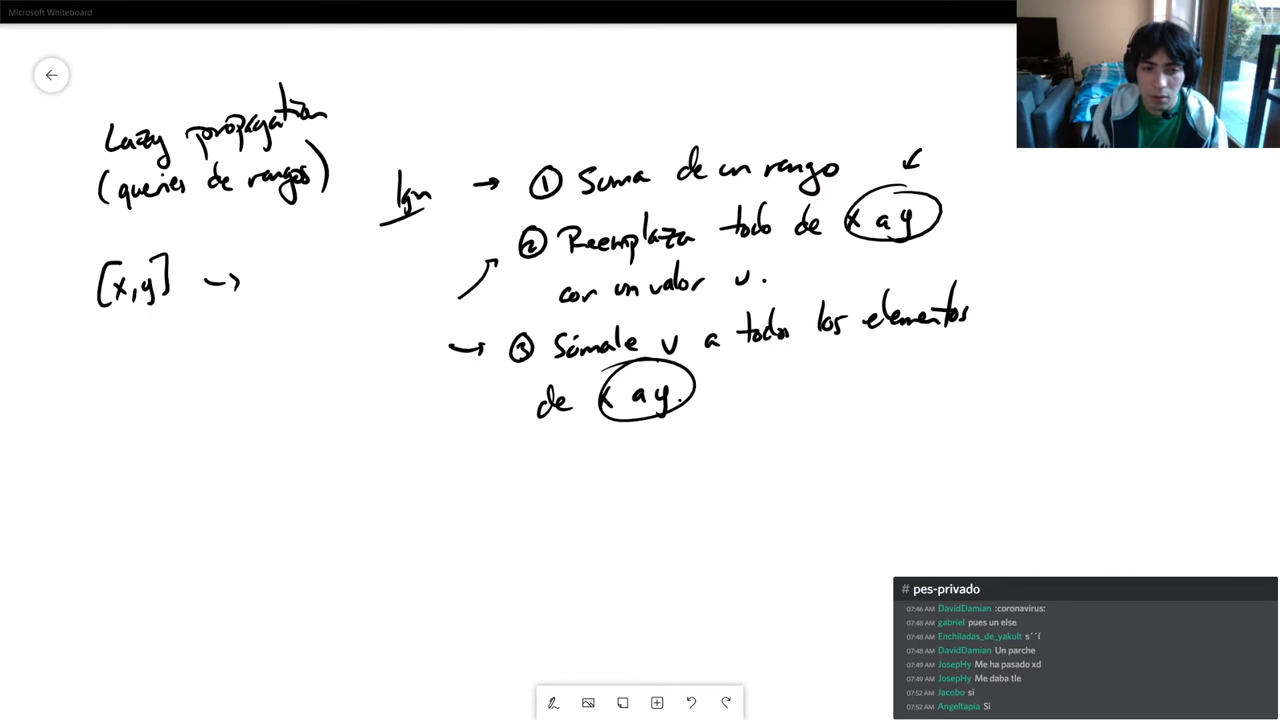 Microsoft Whiteboard
Lazy propagation
(queries de rangos)
[x,y] →
lgn → ① Suma de un rango
② Reemplaza todo de x a y
con un valor v.
→ ③ Súmale v a todos los elementos
de x a y.
# pes-privado
07:46 AM DavidDamian :coronavirus:
07:48 AM gabriel pues un else
07:48 AM Enchiladas_de_yakult s´´í
07:48 AM DavidDamian Un parche
07:49 AM JosepHy Me ha pasado xd
07:49 AM JosepHy Me daba tle
07:52 AM Jacobo si
07:52 AM Angeltapia Si